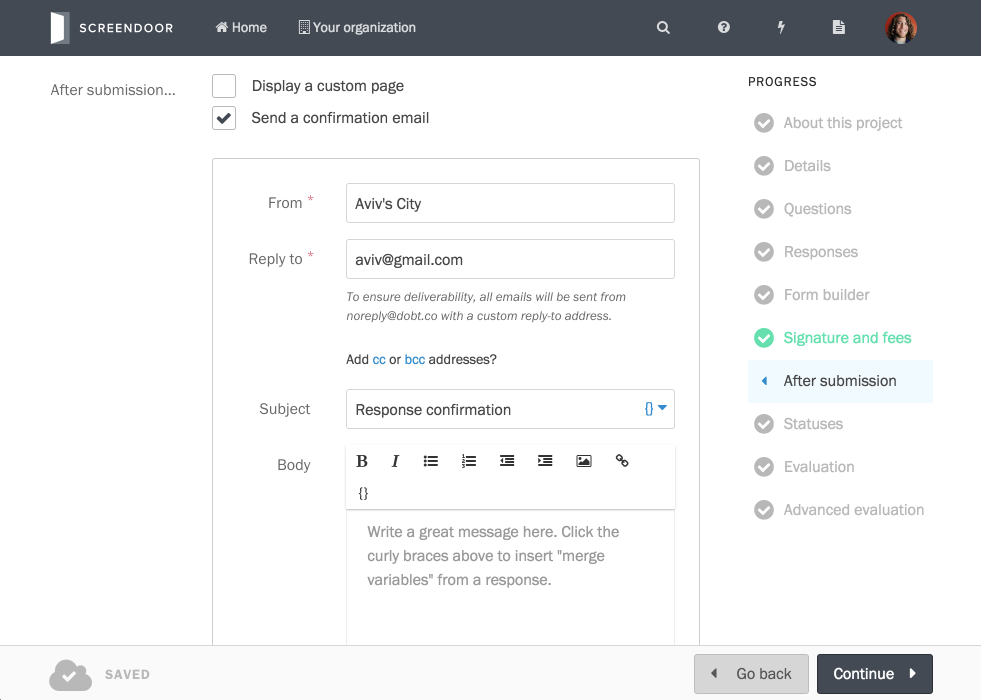 SCREENDOOR
Home
Your organization
After submission...
Display a custom page
Send a confirmation email
From *
Aviv's City
Reply to *
aviv@gmail.com
To ensure deliverability, all emails will be sent from
noreply@dobt.co with a custom reply-to address.
Add cc or bcc addresses?
Subject
Response confirmation
{}
Body
B I
{}
Write a great message here. Click the
curly braces above to insert "merge
variables" from a response.
PROGRESS
About this project
Details
Questions
Responses
Form builder
Signature and fees
After submission
Statuses
Evaluation
Advanced evaluation
SAVED
Go back
Continue